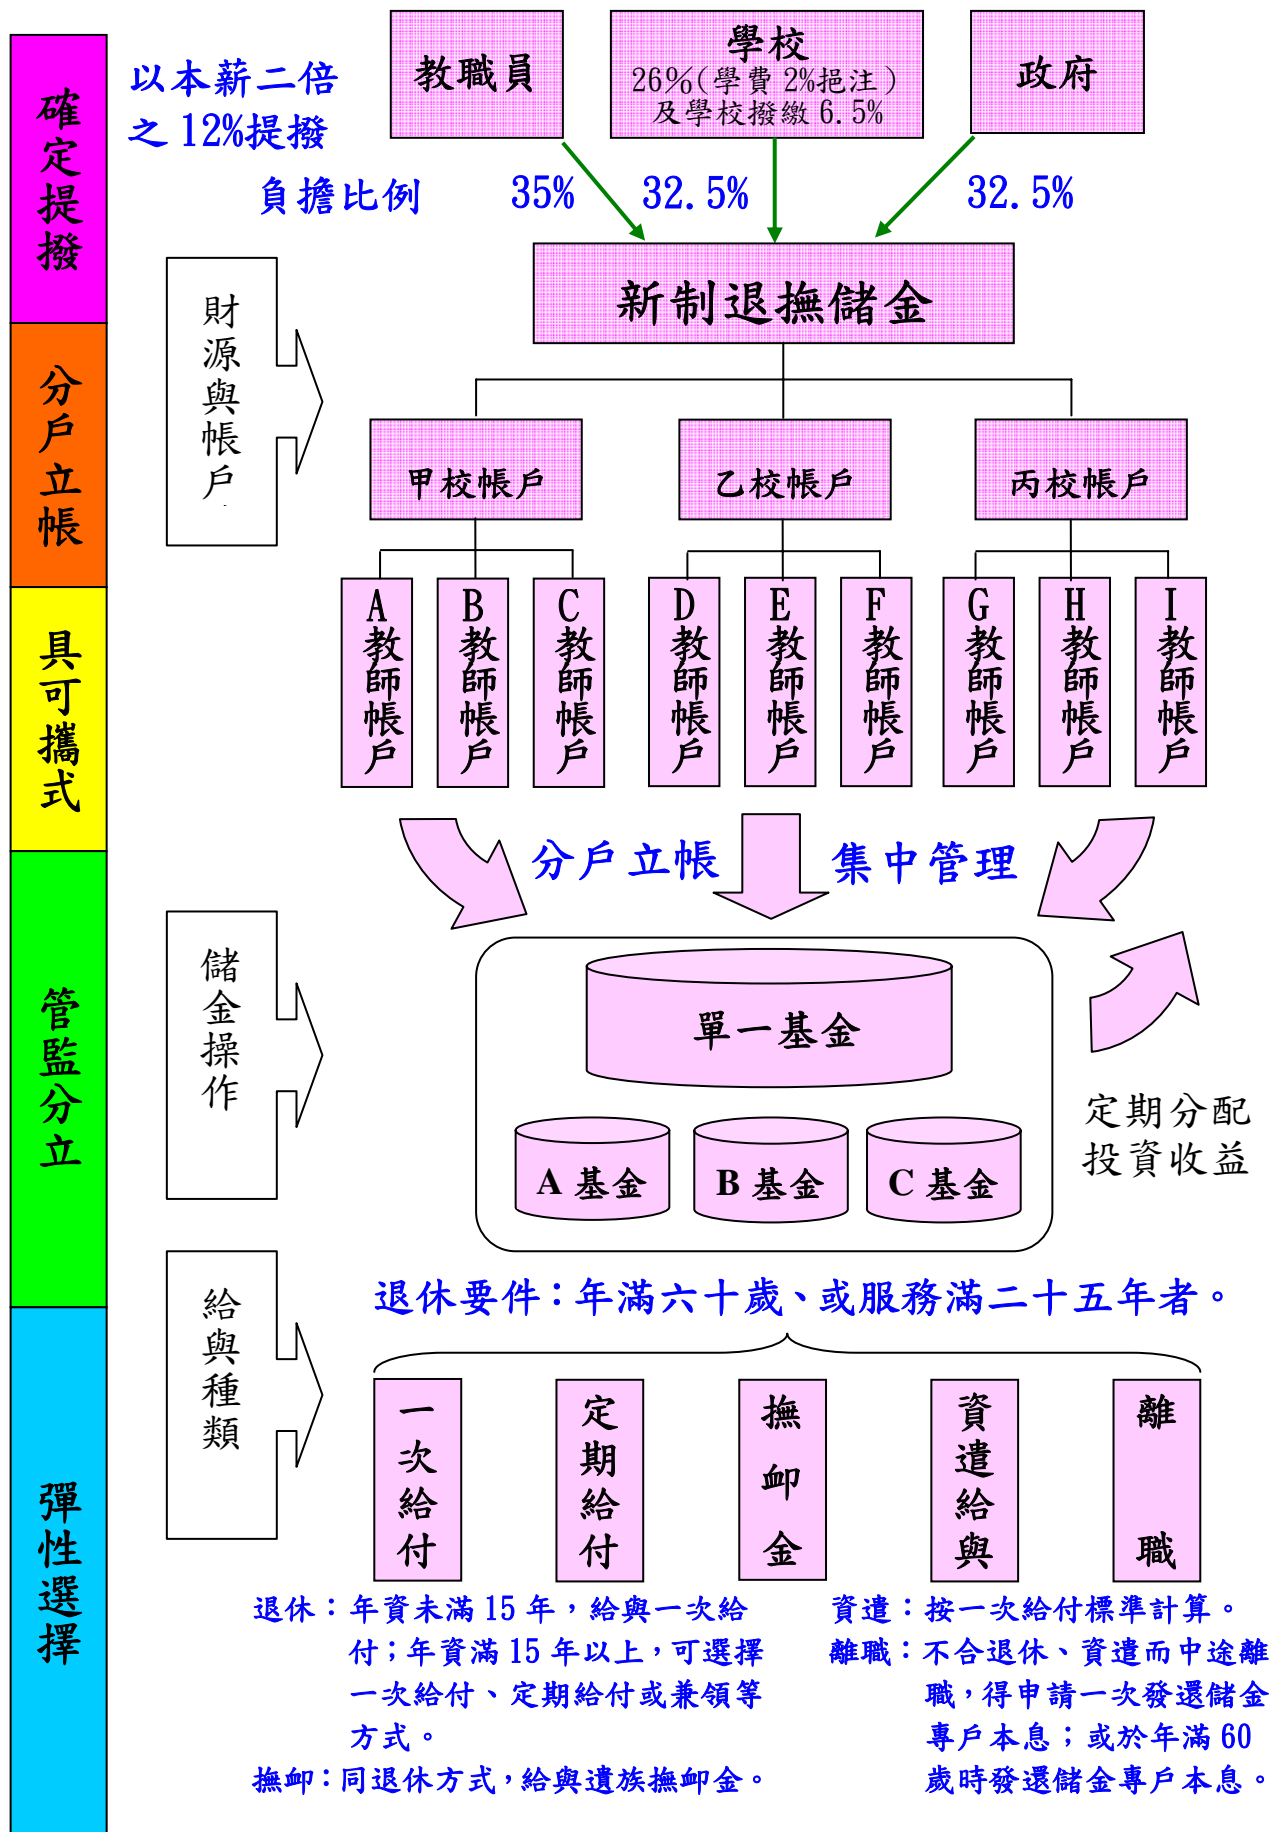 確定提撥
分戶立帳
具可攜式
管監分立
彈性選擇
以本薪二倍
之12%提撥
教職員
學校
26%(學費2%挹注)
及學校撥繳6.5%
政府
負擔比例
35%
32.5%
32.5%
新制退撫儲金
財源與帳戶
甲校帳戶
乙校帳戶
丙校帳戶
A教師帳戶
B教師帳戶
C教師帳戶
D教師帳戶
E教師帳戶
F教師帳戶
G教師帳戶
H教師帳戶
I教師帳戶
分戶立帳
集中管理
儲金操作
單一基金
A 基金
B 基金
C 基金
定期分配
投資收益
給與種類
退休要件：年滿六十歲、或服務滿二十五年者。
一次給付
定期給付
撫卹金
資遣給與
離職
退休：年資未滿15年，給與一次給
付；年資滿15年以上，可選擇
一次給付、定期給付或兼領等
方式。
撫卹：同退休方式，給與遺族撫卹金。
資遣：按一次給付標準計算。
離職：不合退休、資遣而中途離
職，得申請一次發還儲金
專戶本息；或於年滿60
歲時發還儲金專戶本息。